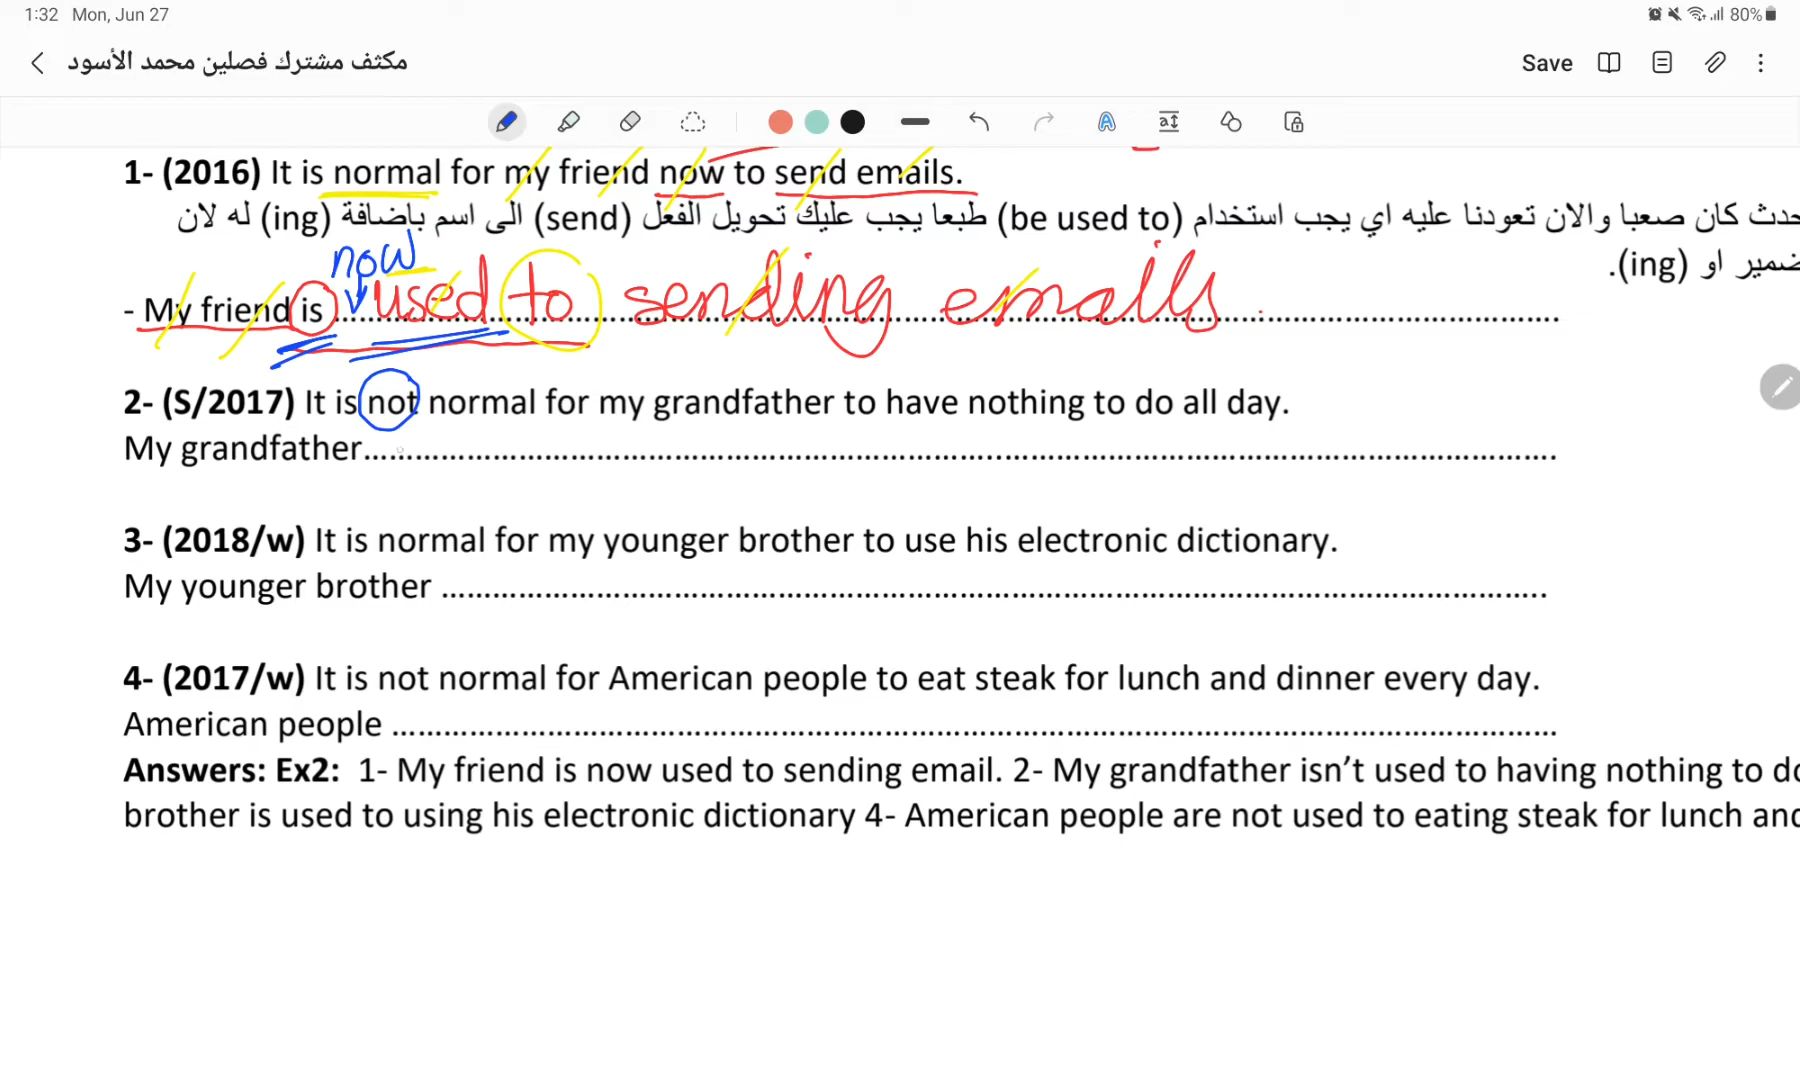 1:32 Mon, Jun 27
80%
مكثف مشترك فصلين محمد الأسود
Save
1- (2016) It is normal for my friend now to send emails.
حدث كان صعبا والان تعودنا عليه اي يجب استخدام (be used to) طبعا يجب عليك تحويل الفعل (send) الى اسم باضافة (ing) له لان
ضمير او (ing).
now
- My friend is used to sending emails.
2- (S/2017) It is not normal for my grandfather to have nothing to do all day.
My grandfather................................................................................
3- (2018/w) It is normal for my younger brother to use his electronic dictionary.
My younger brother ................................................................................
4- (2017/w) It is not normal for American people to eat steak for lunch and dinner every day.
American people ................................................................................
Answers: Ex2: 1- My friend is now used to sending email. 2- My grandfather isn’t used to having nothing to do
brother is used to using his electronic dictionary 4- American people are not used to eating steak for lunch and